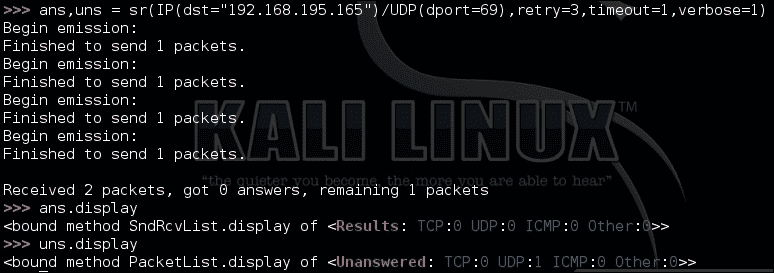 >>> ans,uns = sr(IP(dst="192.168.195.165")/UDP(dport=69),retry=3,timeout=1,verbose=1)
Begin emission:
Finished to send 1 packets.
Begin emission:
Finished to send 1 packets.
Begin emission:
Finished to send 1 packets.
Begin emission:
Finished to send 1 packets.
KALI LINUX™
"the quieter you become, the more you are able to hear"
Received 2 packets, got 0 answers, remaining 1 packets
>>> ans.display
<bound method SndRcvList.display of <Results: TCP:0 UDP:0 ICMP:0 Other:0>>
>>> uns.display
<bound method PacketList.display of <Unanswered: TCP:0 UDP:1 ICMP:0 Other:0>>